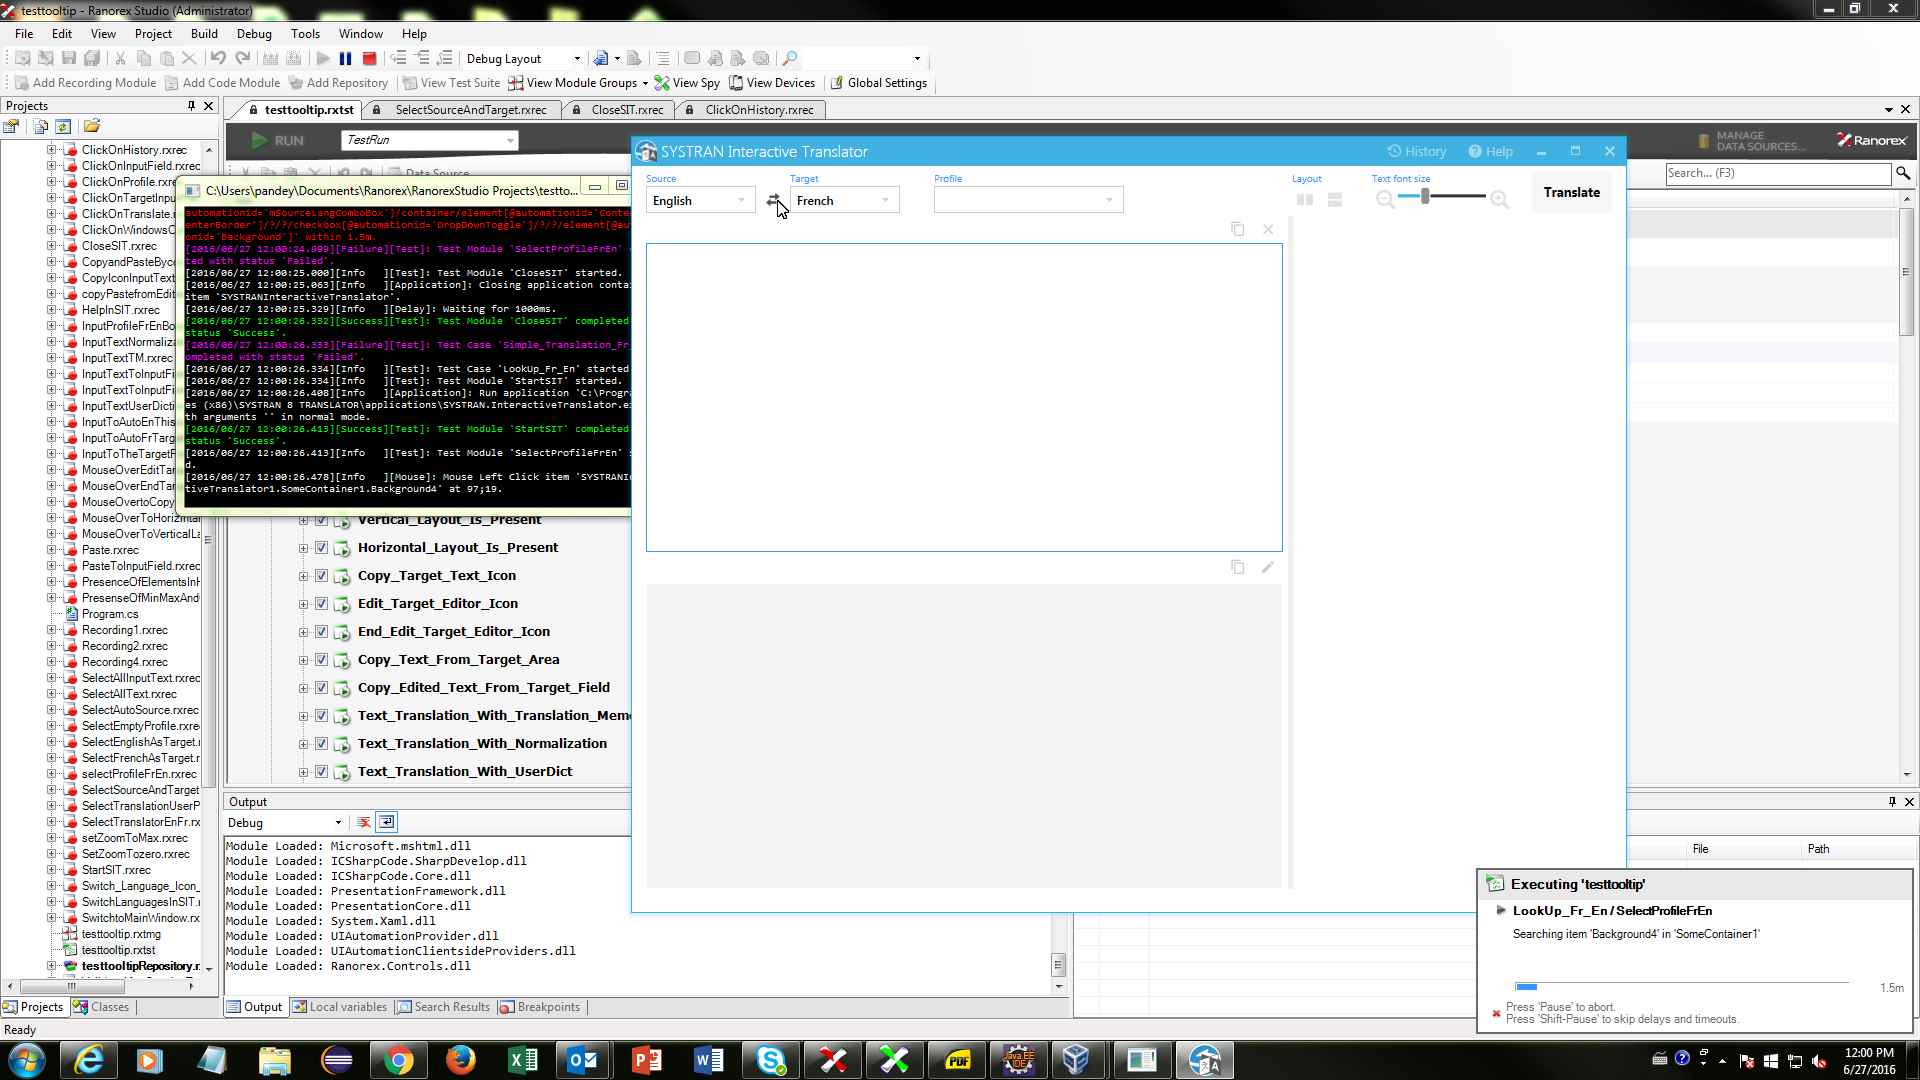 testtooltip - Ranorex Studio (Administrator)
File Edit View Project Build Debug Tools Window Help
Debug Layout
Add Recording Module Add Code Module Add Repository View Test Suite View Module Groups View Spy View Devices Global Settings
Projects
testtooltip.rxtst SelectSourceAndTarget.rxrec CloseSIT.rxrec ClickOnHistory.rxrec
RUN TestRun
MANAGE
DATA SOURCES...
Ranorex
Data Source
Search... (F3)
ClickOnHistory.rxrec
ClickOnInputField.rxrec
ClickOnProfile.rxre
ClickOnTargetInpu
ClickOnTranslate.r
ClickOnWindowsC
CloseSIT.rxrec
CopyandPasteByco
CopyIconInputText
copyPastefromEdit
HelpInSIT.rxrec
InputProfileFrEnBo
InputTextNormaliza
InputTextTM.rxrec
InputTextToInputFi
InputTextToInputFi
InputTextUserDicti
InputToAutoEnThis
InputToAutoFrTarg
InputToTheTargetF
MouseOverEditTar
MouseOverEndTar
MouseOvertoCopy
MouseOverToHorizintal
MouseOverToVerticalLa
Paste.rxrec
PasteToInputField.rxrec
PresenceOfElementsInH
PresenseOfMinMaxAnd
Program.cs
Recording1.rxrec
Recording2.rxrec
Recording4.rxrec
SelectAllInputText.rxrec
SelectAllText.rxrec
SelectAutoSource.rxrec
SelectEmptyProfile.rxrec
SelectEnglishAsTarget.r
SelectFrenchAsTarget.r
selectProfileFrEn.rxrec
SelectSourceAndTarget
SelectTranslationUserP
SelectTranslatorEnFr.rx
setZoomToMax.rxrec
SetZoomTozero.rxrec
StartSIT.rxrec
Switch_Language_Icon_
SwitchLanguagesInSIT.r
SwitchtoMainWindow.rx
testtooltip.rxtmg
testtooltip.rxtst
testtooltipRepository.r
Projects Classes
C:\Users\pandey\Documents\Ranorex\RanorexStudio Projects\testto...
automationid='mSourceLangComboBox']/container/element[@automationid='Conte
enterBorder']/?/?/checkbox[@automationid='DropDownToggle']/?/?/element[@au
onid='Background']' within 1.5m.
[2016/06/27 12:00:24.999][Failure][Test]: Test Module 'SelectProfileFrEn'
ted with status 'Failed'.
[2016/06/27 12:00:25.000][Info ][Test]: Test Module 'CloseSIT' started.
[2016/06/27 12:00:25.063][Info ][Application]: Closing application conta
item 'SYSTRANInteractiveTranslator'.
[2016/06/27 12:00:25.329][Info ][Delay]: Waiting for 1000ms.
[2016/06/27 12:00:26.332][Success][Test]: Test Module 'CloseSIT' completed
status 'Success'.
[2016/06/27 12:00:26.333][Failure][Test]: Test Case 'Simple_Translation_Fr_
ompleted with status 'Failed'.
[2016/06/27 12:00:26.334][Info ][Test]: Test Case 'LookUp_Fr_En' started
[2016/06/27 12:00:26.334][Info ][Test]: Test Module 'StartSIT' started.
[2016/06/27 12:00:26.408][Info ][Application]: Run application 'C:\Progra
es (x86)\SYSTRAN 8 TRANSLATOR\applications\SYSTRAN.InteractiveTranslator.ex
th arguments '' in normal mode.
[2016/06/27 12:00:26.413][Success][Test]: Test Module 'StartSIT' completed
status 'Success'.
[2016/06/27 12:00:26.413][Info ][Test]: Test Module 'SelectProfileFrEn' s
d.
[2016/06/27 12:00:26.478][Info ][Mouse]: Mouse Left Click item 'SYSTRANIn
tiveTranslator1.SomeContainer1.Background4' at 97;19.
Vertical_Layout_Is_Present
Horizontal_Layout_Is_Present
Copy_Target_Text_Icon
Edit_Target_Editor_Icon
End_Edit_Target_Editor_Icon
Copy_Text_From_Target_Area
Copy_Edited_Text_From_Target_Field
Text_Translation_With_Translation_Memo
Text_Translation_With_Normalization
Text_Translation_With_UserDict
SYSTRAN Interactive Translator
History Help
Source Target Profile Layout Text font size
English French Translate
Output
Debug
Module Loaded: Microsoft.mshtml.dll
Module Loaded: ICSharpCode.SharpDevelop.dll
Module Loaded: ICSharpCode.Core.dll
Module Loaded: PresentationFramework.dll
Module Loaded: PresentationCore.dll
Module Loaded: System.Xaml.dll
Module Loaded: UIAutomationProvider.dll
Module Loaded: UIAutomationClientsideProviders.dll
Module Loaded: Ranorex.Controls.dll
Output Local variables Search Results Breakpoints
File Path
Executing 'testtooltip'
LookUp_Fr_En / SelectProfileFrEn
Searching item 'Background4' in 'SomeContainer1'
1.5m
Press 'Pause' to abort.
Press 'Shift-Pause' to skip delays and timeouts.
Ready
PDF
Java EE
IDE
12:00 PM
6/27/2016